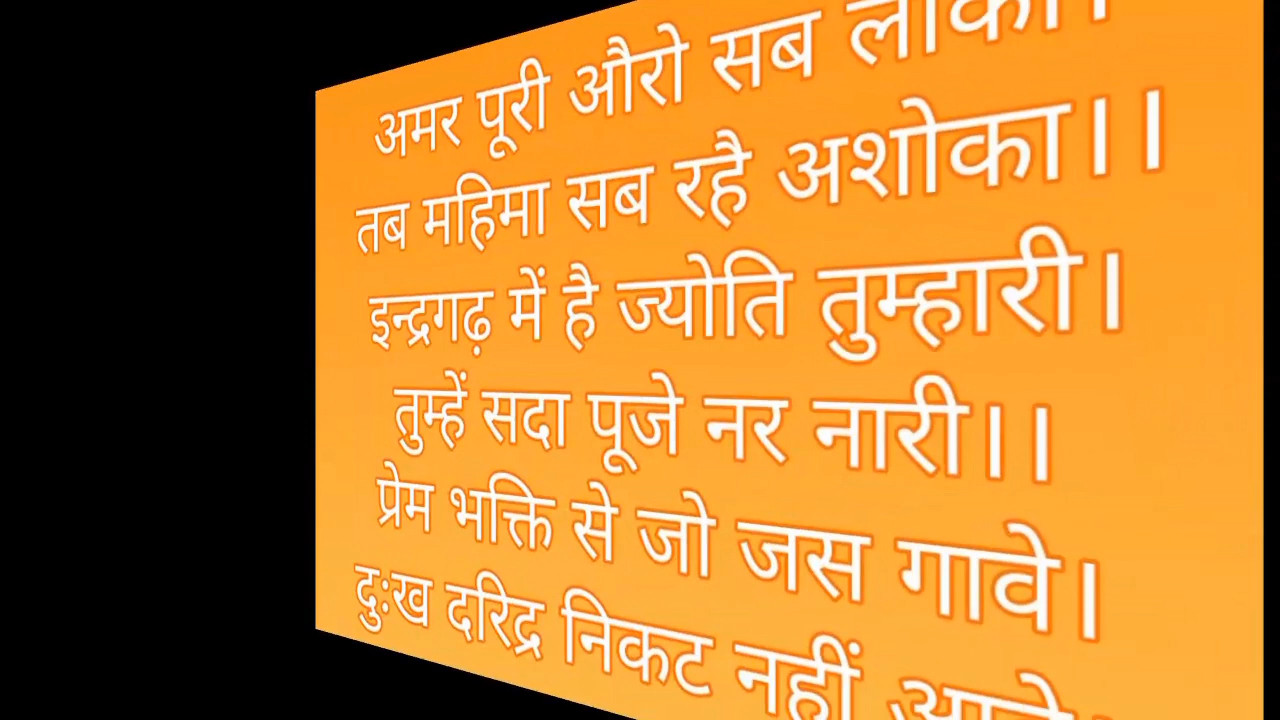 अमर पूरी औरो सब लोका।
तब महिमा सब रहै अशोका।।
इन्द्रगढ़ में है ज्योति तुम्हारी।
तुम्हें सदा पूजे नर नारी।।
प्रेम भक्ति से जो जस गावे।
दुःख दरिद्र निकट नहीं